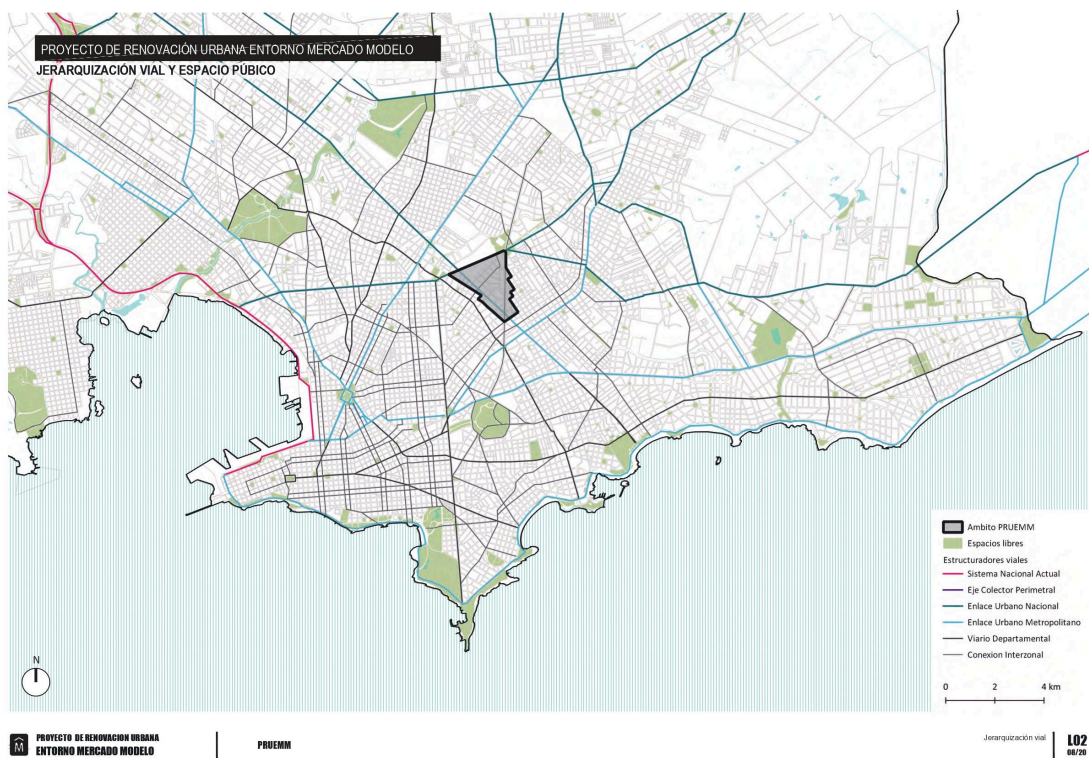 PROYECTO DE RENOVACIÓN URBANA ENTORNO MERCADO MODELO
JERARQUIZACIÓN VIAL Y ESPACIO PÚBICO
Ambito PRUEMM
Espacios libres
Estructuradores viales
Sistema Nacional Actual
Eje Colector Perimetral
Enlace Urbano Nacional
Enlace Urbano Metropolitano
Viario Departamental
Conexion Interzonal
0 2 4 km
N
M
PROYECTO DE RENOVACION URBANA
ENTORNO MERCADO MODELO
PRUEMM
Jerarquización vial
L02
08/20